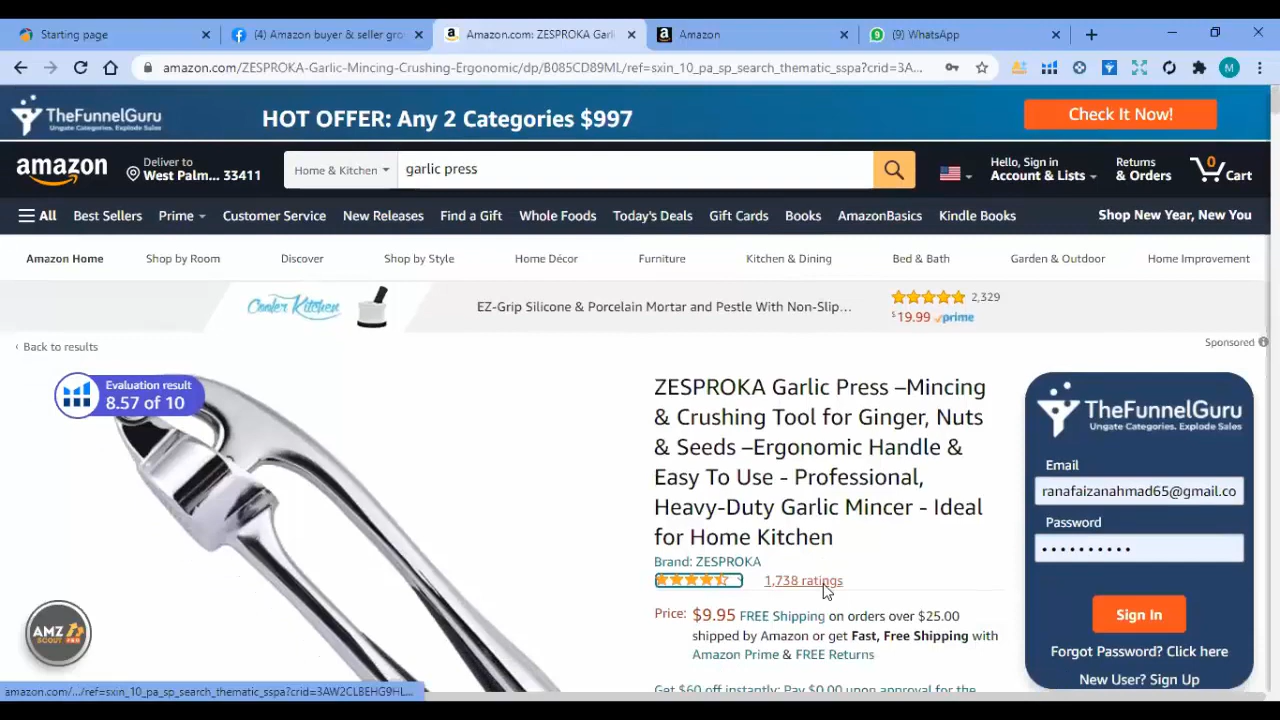 Starting page
(4) Amazon buyer & seller gro
Amazon.com: ZESPROKA Garl
Amazon
(9) WhatsApp
amazon.com/ZESPROKA-Garlic-Mincing-Crushing-Ergonomic/dp/B085CD89ML/ref=sxin_10_pa_sp_search_thematic_sspa?crid=3A...
M
TheFunnelGuru
Ungate Categories. Explode Sales
HOT OFFER: Any 2 Categories $997
Check It Now!
amazon
Deliver to
West Palm... 33411
Home & Kitchen
garlic press
Hello, Sign in
Account & Lists
Returns
& Orders
0
Cart
All
Best Sellers
Prime
Customer Service
New Releases
Find a Gift
Whole Foods
Today's Deals
Gift Cards
Books
AmazonBasics
Kindle Books
Shop New Year, New You
Amazon Home
Shop by Room
Discover
Shop by Style
Home Décor
Furniture
Kitchen & Dining
Bed & Bath
Garden & Outdoor
Home Improvement
Cooler Kitchen
EZ-Grip Silicone & Porcelain Mortar and Pestle With Non-Slip...
2,329
$19.99 prime
‹ Back to results
Sponsored
Evaluation result
8.57 of 10
ZESPROKA Garlic Press –Mincing
& Crushing Tool for Ginger, Nuts
& Seeds –Ergonomic Handle &
Easy To Use - Professional,
Heavy-Duty Garlic Mincer - Ideal
for Home Kitchen
Brand: ZESPROKA
1,738 ratings
Price: $9.95 FREE Shipping on orders over $25.00
shipped by Amazon or get Fast, Free Shipping with
Amazon Prime & FREE Returns
Get $60 off instantly: Pay $0.00 upon approval for the
TheFunnelGuru
Ungate Categories. Explode Sales
Email
ranafaizanahmad65@gmail.co
Password
Sign In
Forgot Password? Click here
New User? Sign Up
AMZ
SCOUT PRO
amazon.com/.../ref=sxin_10_pa_sp_search_thematic_sspa?crid=3AW2CLBEHG9HL...